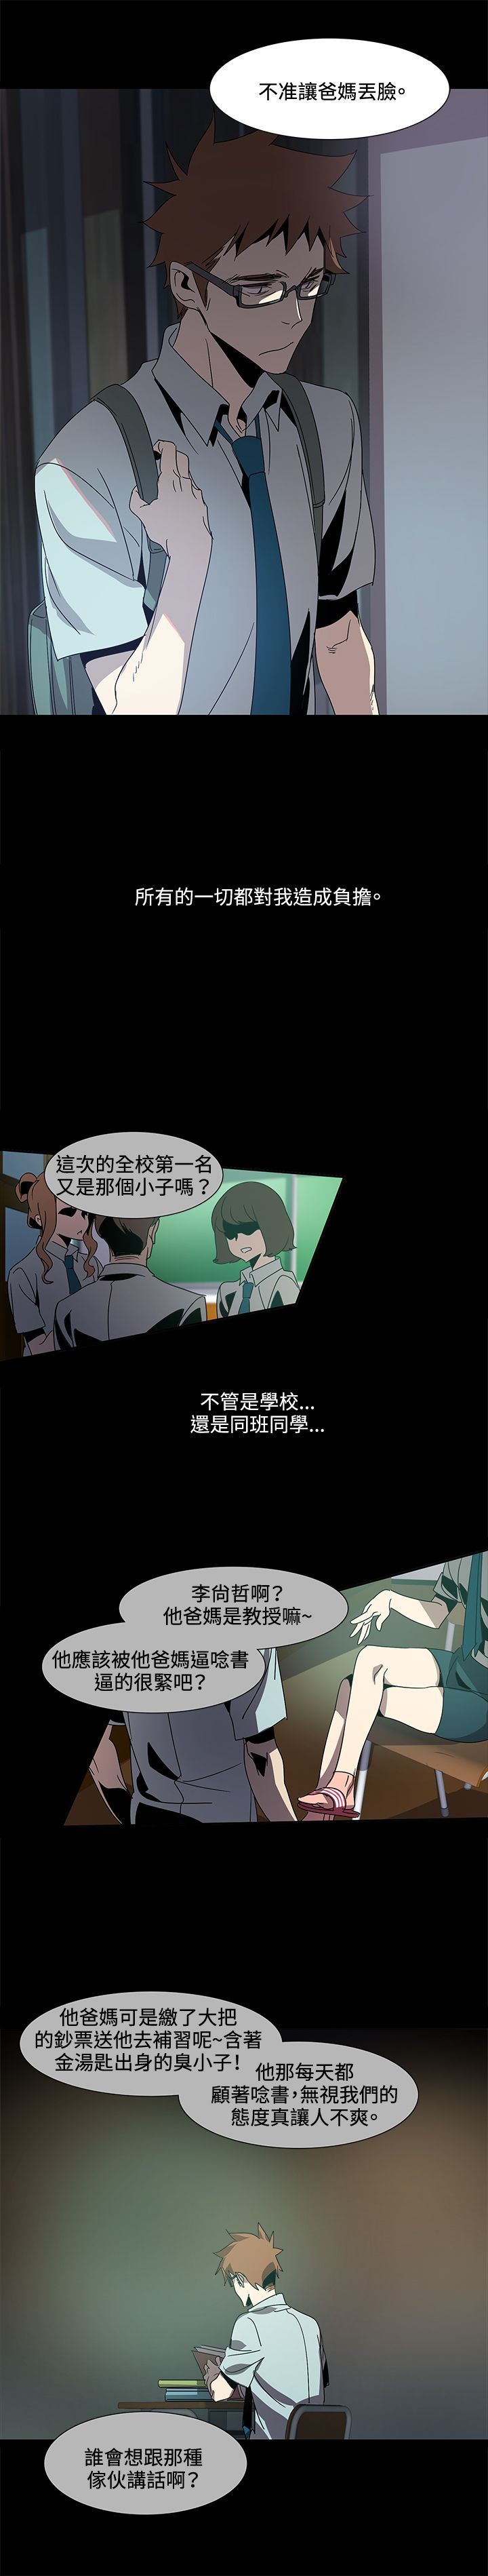 不准讓爸媽丟臉。
所有的一切都對我造成負擔。
這次的全校第一名
又是那個小子嗎？
不管是學校...
還是同班同學...
李尙哲啊？
他爸媽是教授嘛~
他應該被他爸媽逼唸書
逼的很緊吧？
他爸媽可是繳了大把
的鈔票送他去補習呢~含著
金湯匙出身的臭小子！
他那每天都
顧著唸書，無視我們的
態度真讓人不爽。
誰會想跟那種
傢伙講話啊？